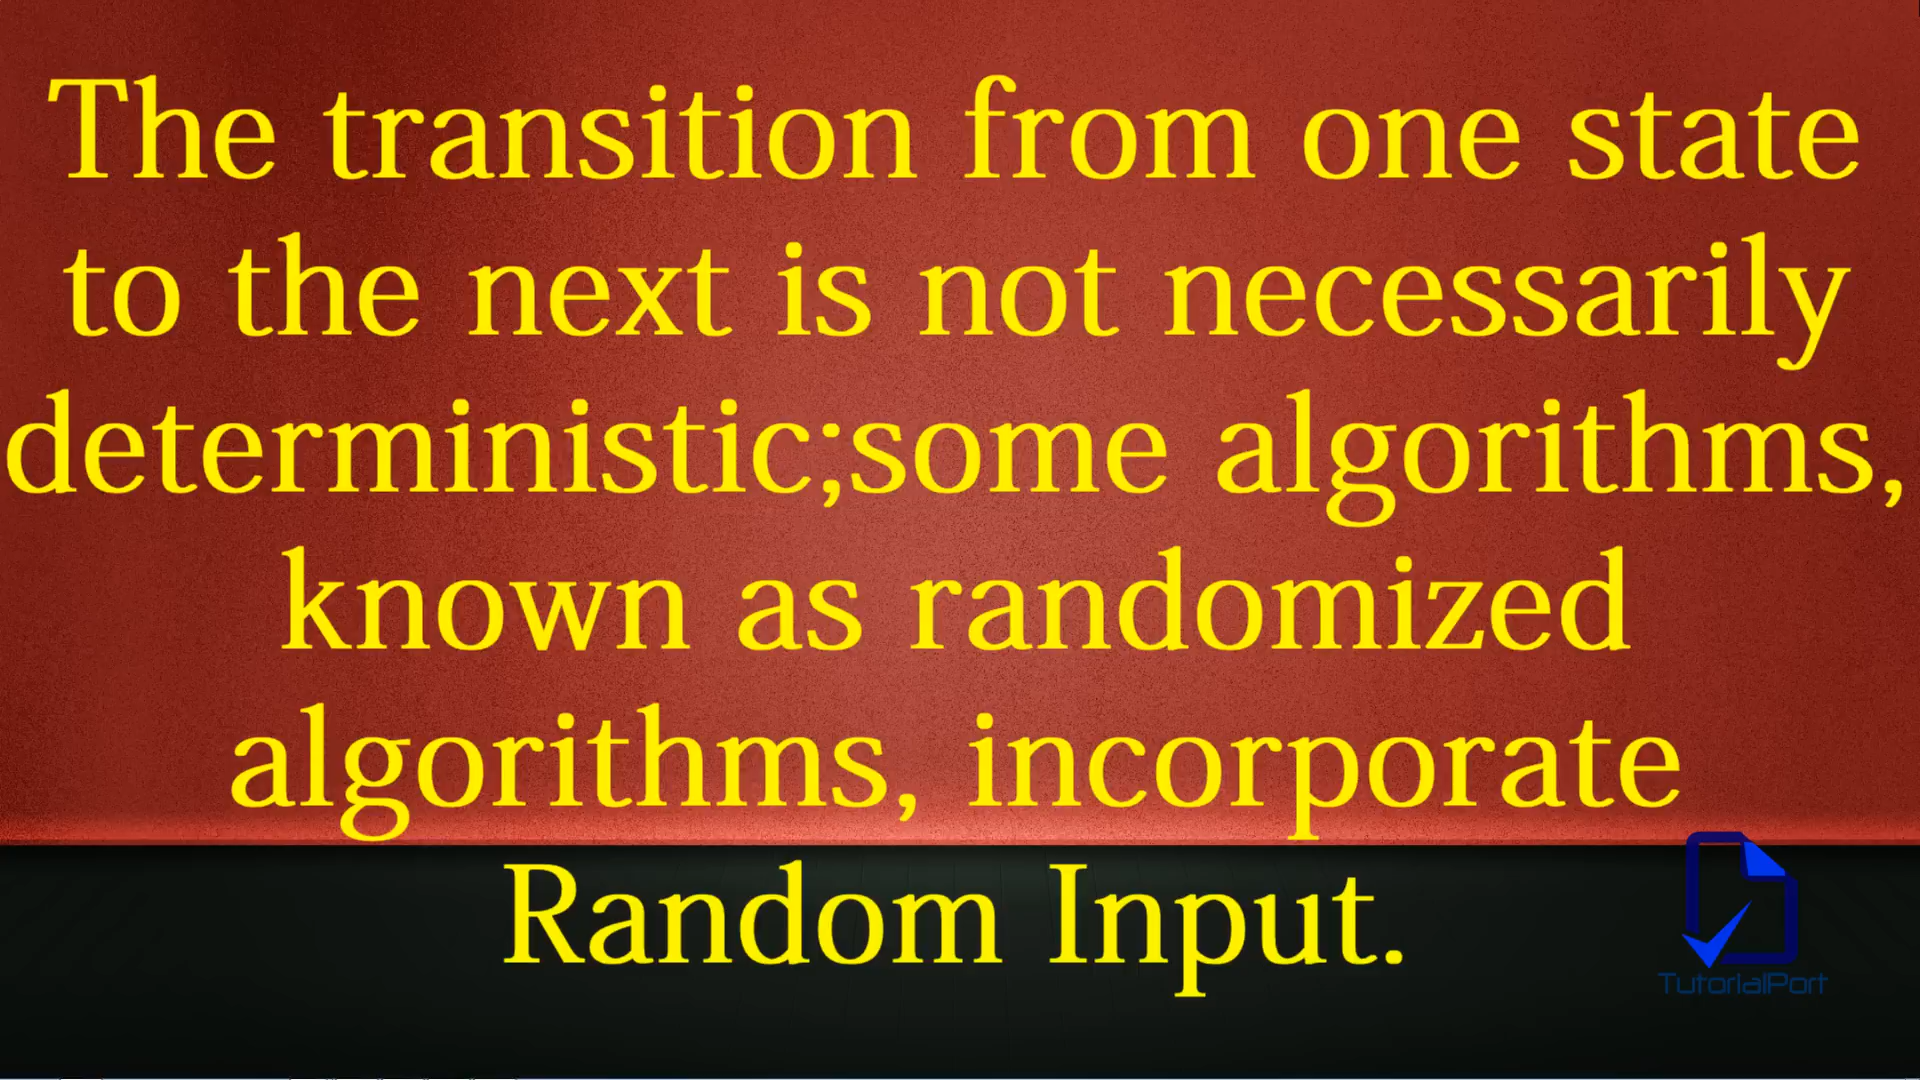 The transition from one state
to the next is not necessarily
deterministic;some algorithms,
known as randomized
algorithms, incorporate
Random Input.
TutorialPort